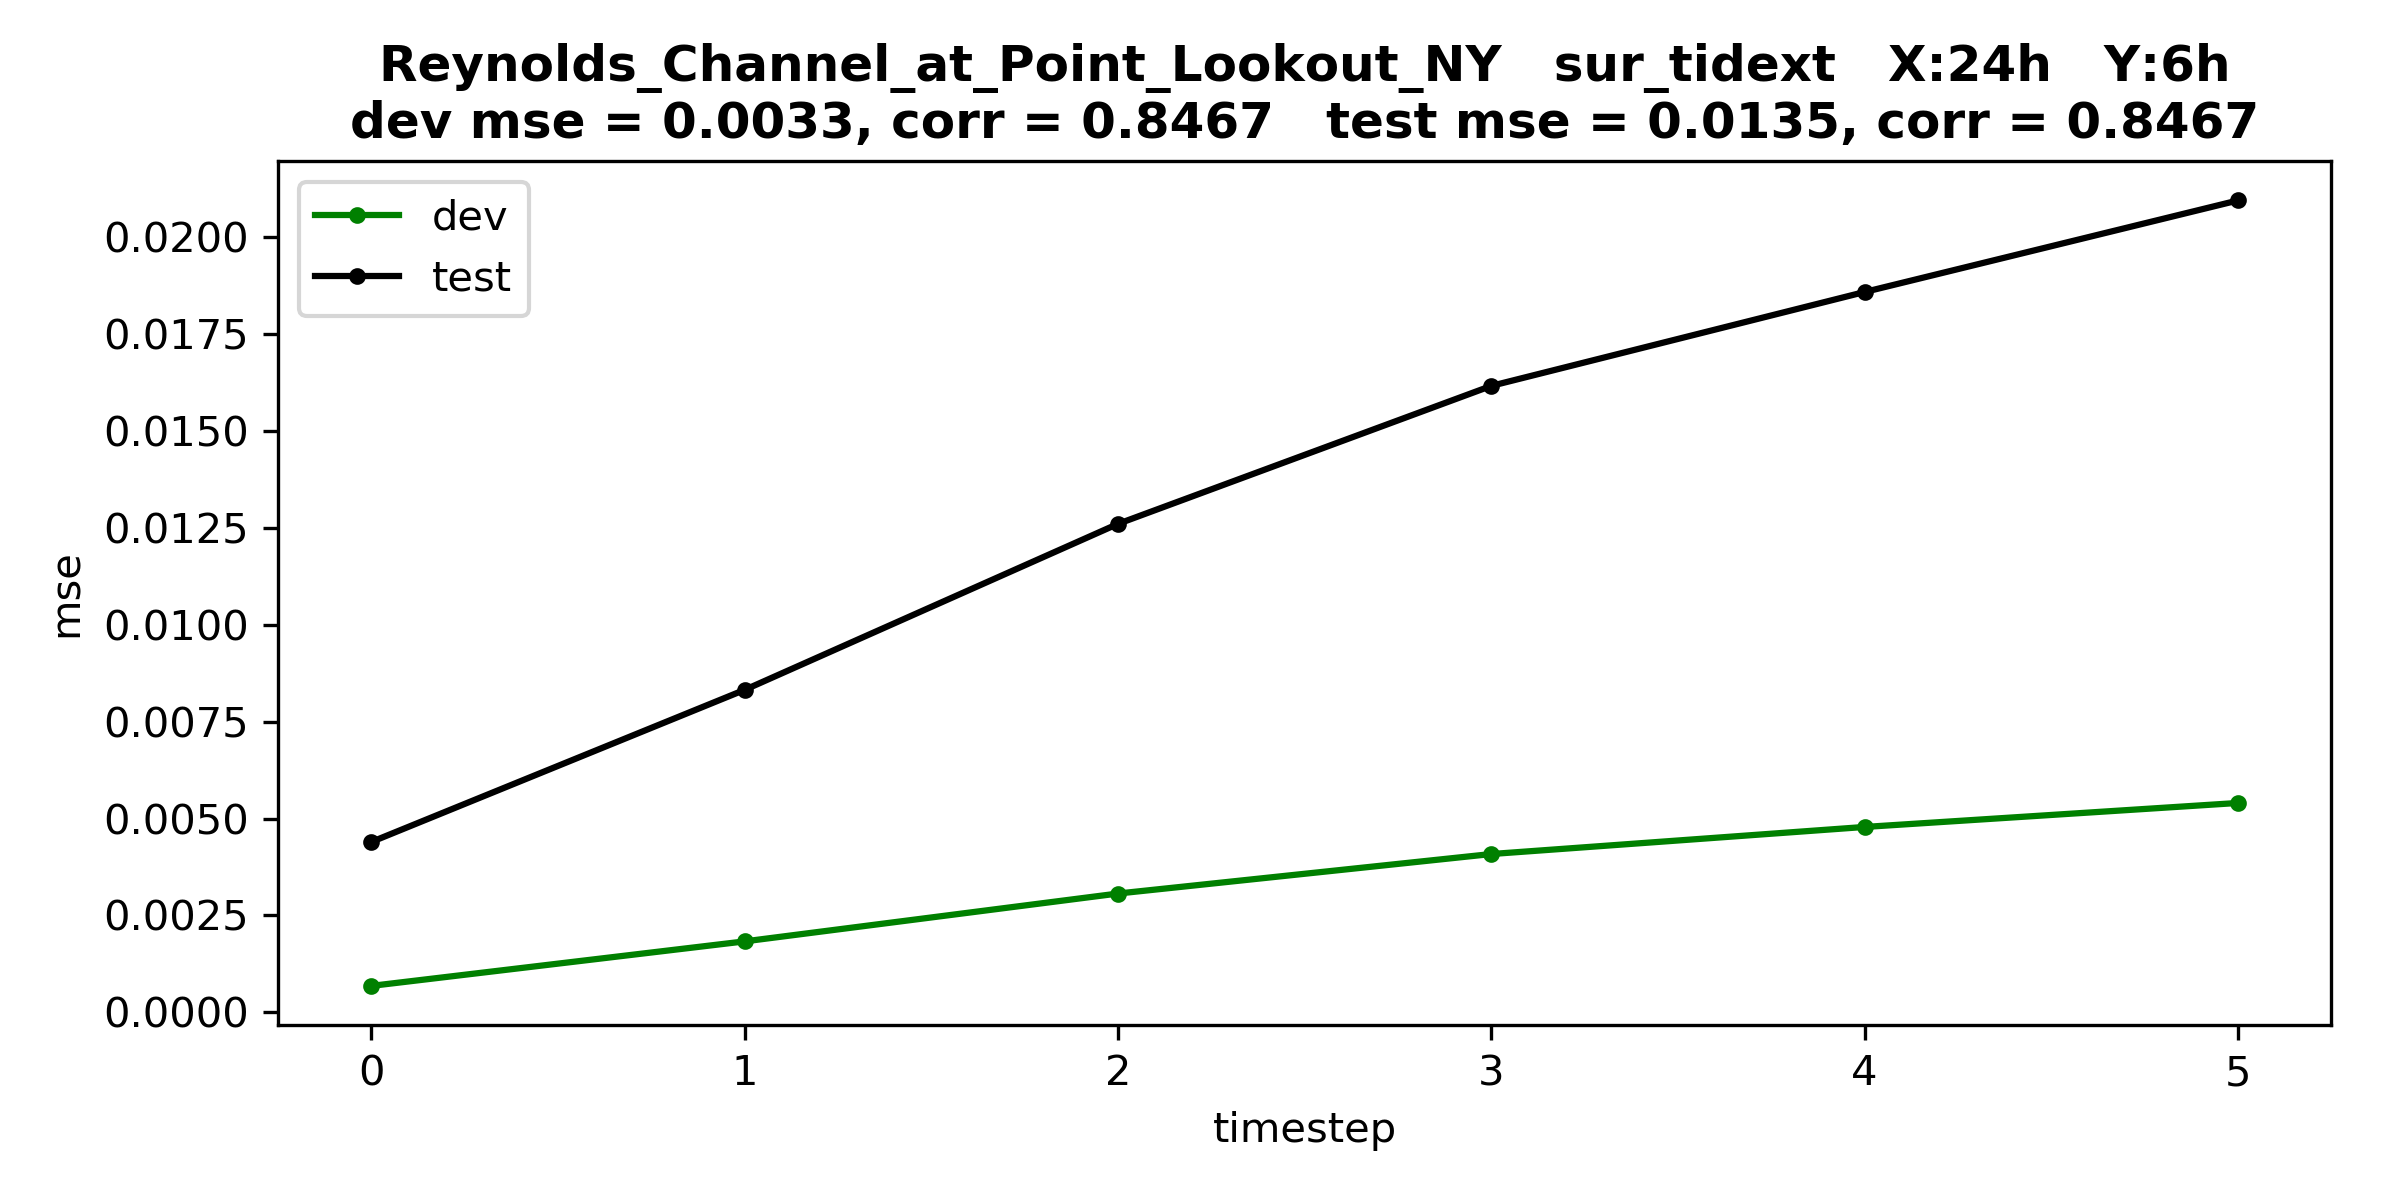 Reynolds_Channel_at_Point_Lookout_NY   sur_tidext   X:24h   Y:6h
dev mse = 0.0033, corr = 0.8467   test mse = 0.0135, corr = 0.8467
dev
test
0.0200
0.0175
0.0150
0.0125
0.0100
0.0075
0.0050
0.0025
0.0000
mse
0 1 2 3 4 5
timestep